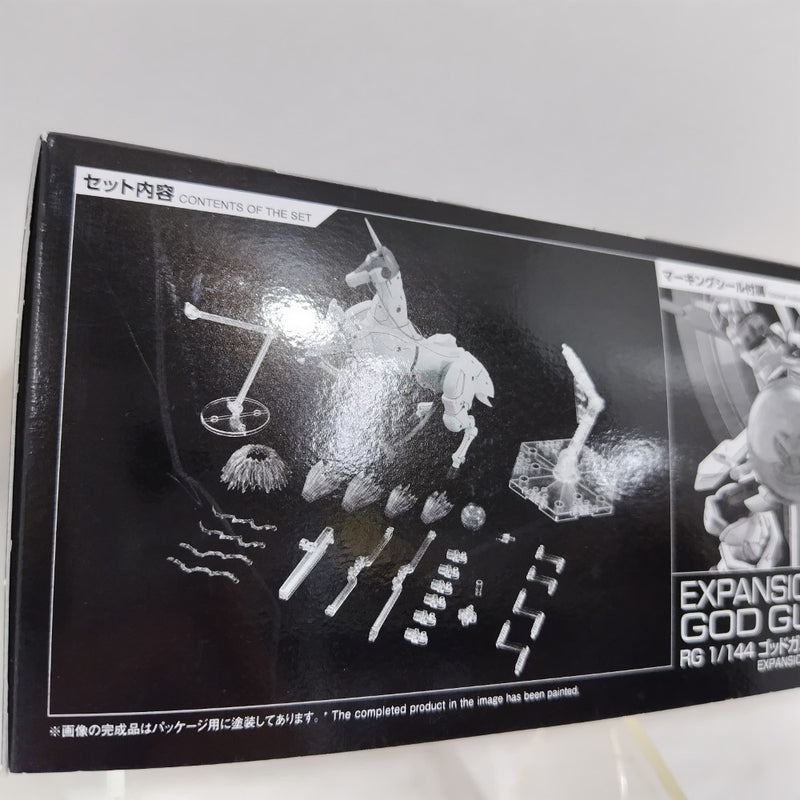 セット内容 CONTENTS OF THE SET
マーキングシール付属
EXPANSIO
GOD GU
RG 1/144 ゴッドガ
EXPANSIO
※画像の完成品はパッケージ用に塗装してあります。* The completed product in the image has been painted.